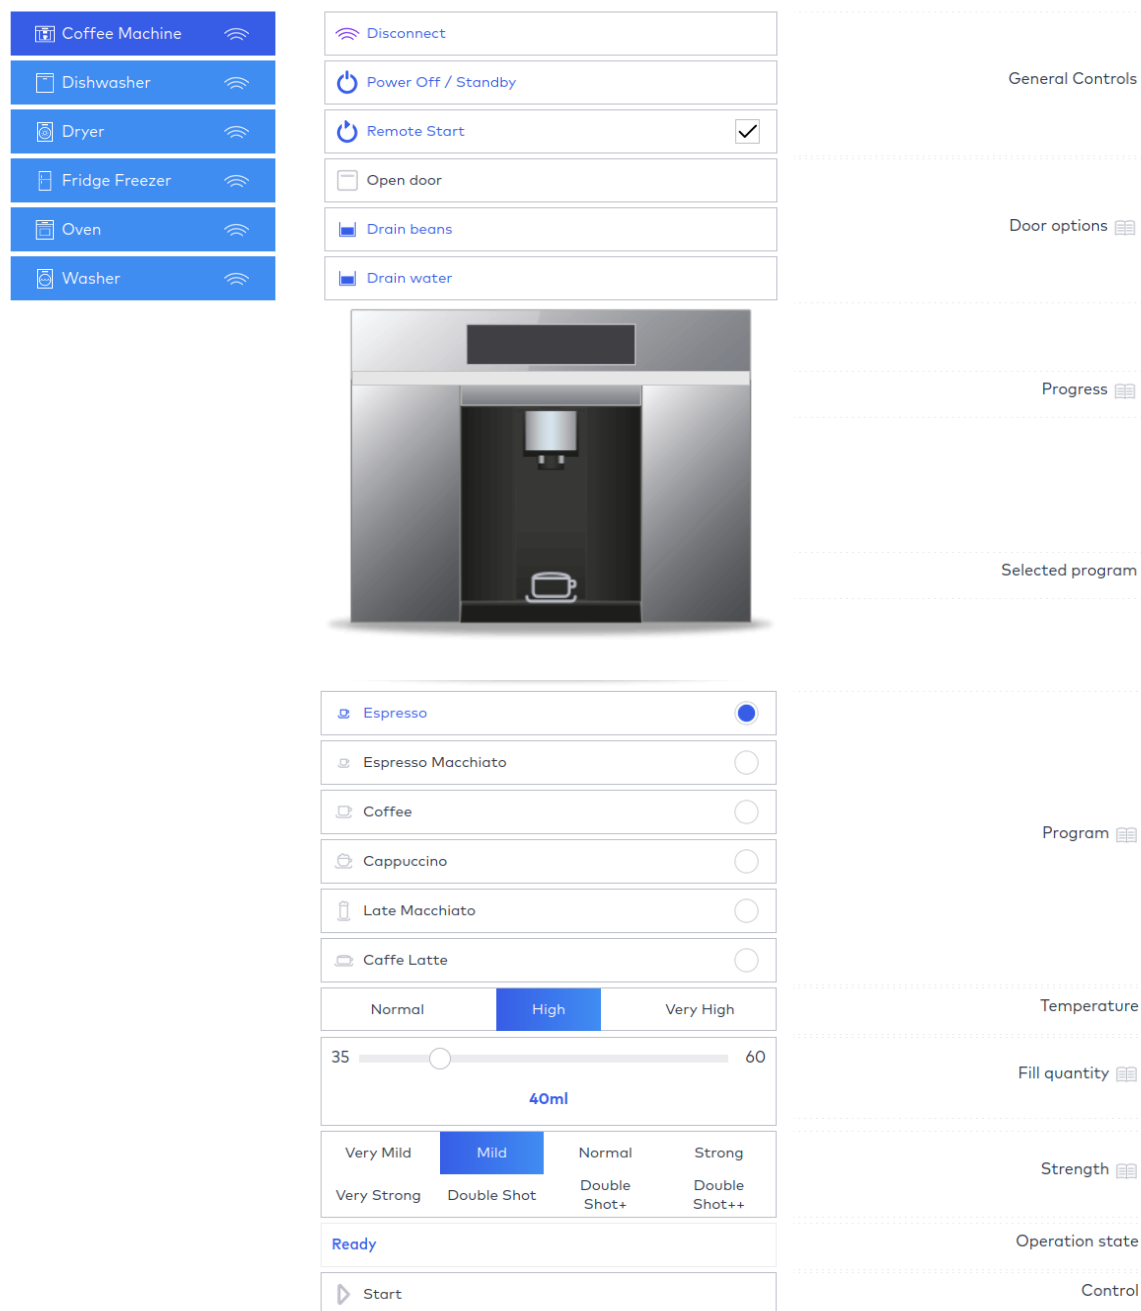 Coffee Machine
Dishwasher
Dryer
Fridge Freezer
Oven
Washer
Disconnect
Power Off / Standby
Remote Start
Open door
Drain beans
Drain water
General Controls
Door options
Progress
Selected program
Espresso
Espresso Macchiato
Coffee
Cappuccino
Late Macchiato
Caffe Latte
Program
Normal High Very High
Temperature
35 60
40ml
Fill quantity
Very Mild Mild Normal Strong
Very Strong Double Shot Double Shot+ Double Shot++
Strength
Ready
Operation state
Start
Control